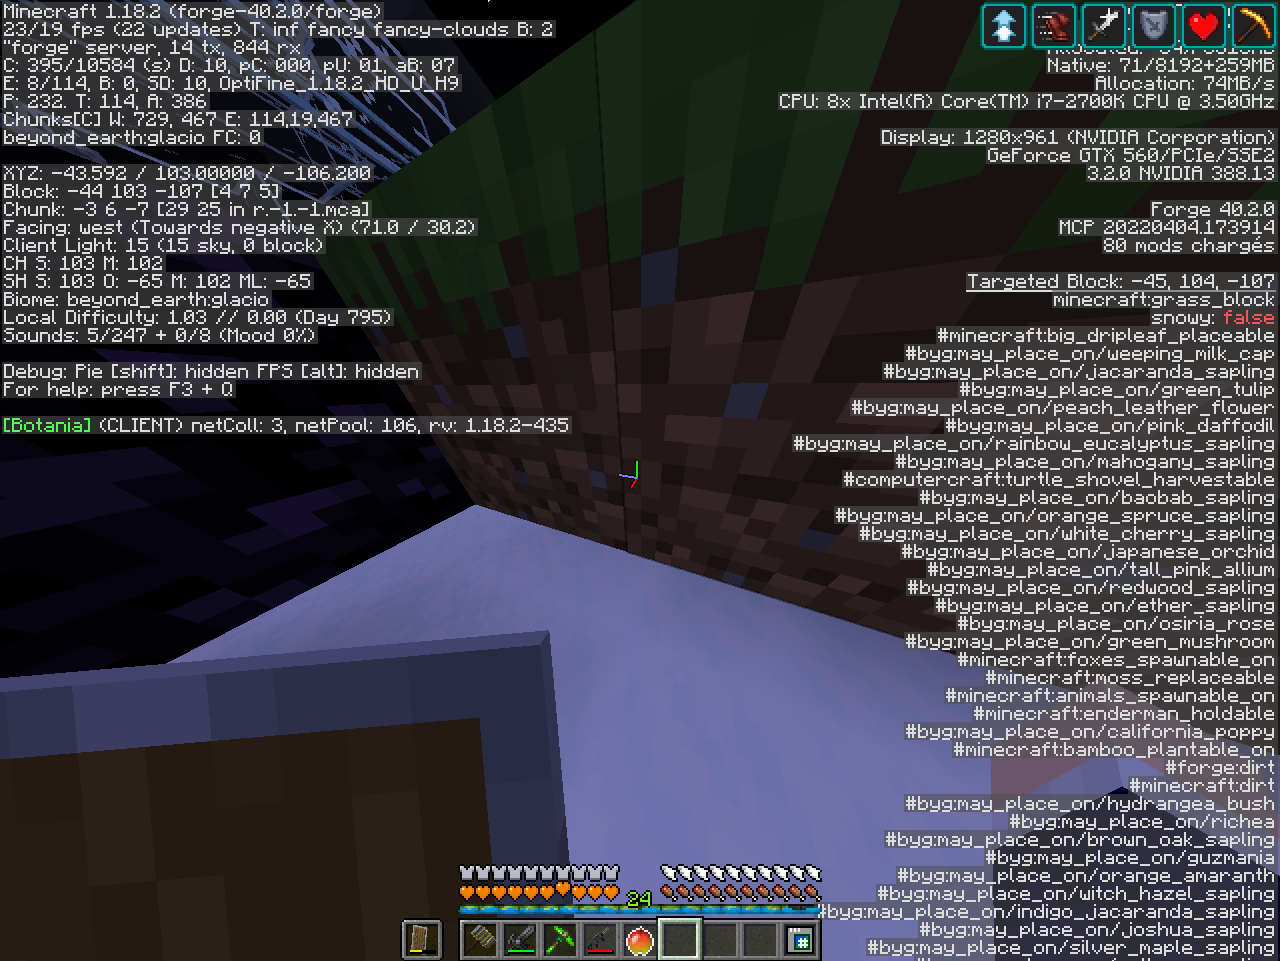 Minecraft 1.18.2 (forge-40.2.0/forge)
23/19 fps (22 updates) T: inf fancy fancy-clouds B: 2
"forge" server, 14 tx, 844 rx
C: 395/10584 (s) D: 10, pC: 000, pU: 01, aB: 07
E: 8/114, B: 0, SD: 10, OptiFine_1.18.2_HD_U_H9
P: 232. T: 114, A: 386
Chunks[C] W: 729, 467 E: 114,19,467
beyond_earth:glacio FC: 0
XYZ: -43.592 / 103.00000 / -106.200
Block: -44 103 -107 [4 7 5]
Chunk: -3 6 -7 [29 25 in r.-1.-1.mca]
Facing: west (Towards negative X) (71.0 / 30.2)
Client Light: 15 (15 sky, 0 block)
CH S: 103 M: 102
SH S: 103 O: -65 M: 102 ML: -65
Biome: beyond_earth:glacio
Local Difficulty: 1.03 // 0.00 (Day 795)
Sounds: 5/247 + 0/8 (Mood 0%)
Debug: Pie [shift]: hidden FPS [alt]: hidden
For help: press F3 + Q
[Botania] (CLIENT) netColl: 3, netPool: 106, rv: 1.18.2-435
Native: 71/8192+259MB
Allocation: 74MB/s
CPU: 8x Intel(R) Core(TM) i7-2700K CPU @ 3.50GHz
Display: 1280x961 (NVIDIA Corporation)
GeForce GTX 560/PCIe/SSE2
3.2.0 NVIDIA 388.13
Forge 40.2.0
MCP 20220404.173914
80 mods chargés
Targeted Block: -45, 104, -107
minecraft:grass_block
snowy: false
#minecraft:big_dripleaf_placeable
#byg:may_place_on/weeping_milk_cap
#byg:may_place_on/jacaranda_sapling
#byg:may_place_on/green_tulip
#byg:may_place_on/peach_leather_flower
#byg:may_place_on/pink_daffodil
#byg:may_place_on/rainbow_eucalyptus_sapling
#byg:may_place_on/mahogany_sapling
#computercraft:turtle_shovel_harvestable
#byg:may_place_on/baobab_sapling
#byg:may_place_on/orange_spruce_sapling
#byg:may_place_on/white_cherry_sapling
#byg:may_place_on/japanese_orchid
#byg:may_place_on/tall_pink_allium
#byg:may_place_on/redwood_sapling
#byg:may_place_on/ether_sapling
#byg:may_place_on/osiria_rose
#byg:may_place_on/green_mushroom
#minecraft:foxes_spawnable_on
#minecraft:moss_replaceable
#minecraft:animals_spawnable_on
#minecraft:enderman_holdable
#byg:may_place_on/california_poppy
#minecraft:bamboo_plantable_on
#forge:dirt
#minecraft:dirt
#byg:may_place_on/hydrangea_bush
#byg:may_place_on/richea
#byg:may_place_on/brown_oak_sapling
#byg:may_place_on/guzmania
#byg:may_place_on/orange_amaranth
#byg:may_place_on/witch_hazel_sapling
#byg:may_place_on/indigo_jacaranda_sapling
#byg:may_place_on/joshua_sapling
#byg:may_place_on/silver_maple_sapling
24